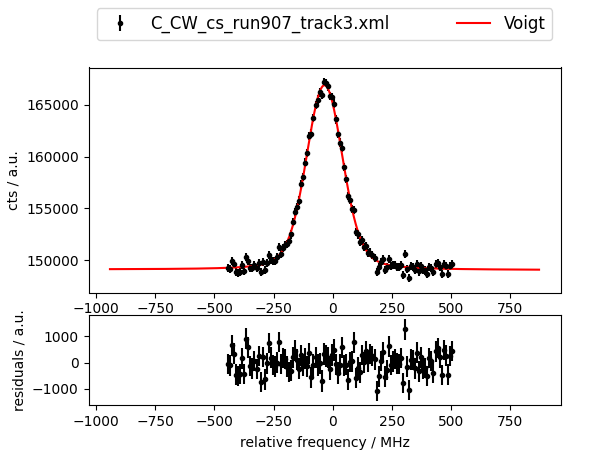 C_CW_cs_run907_track3.xml
Voigt
cts / a.u.
165000
160000
155000
150000
−1000 −750 −500 −250 0 250 500 750
residuals / a.u.
1000
0
−1000
−1000 −750 −500 −250 0 250 500 750
relative frequency / MHz